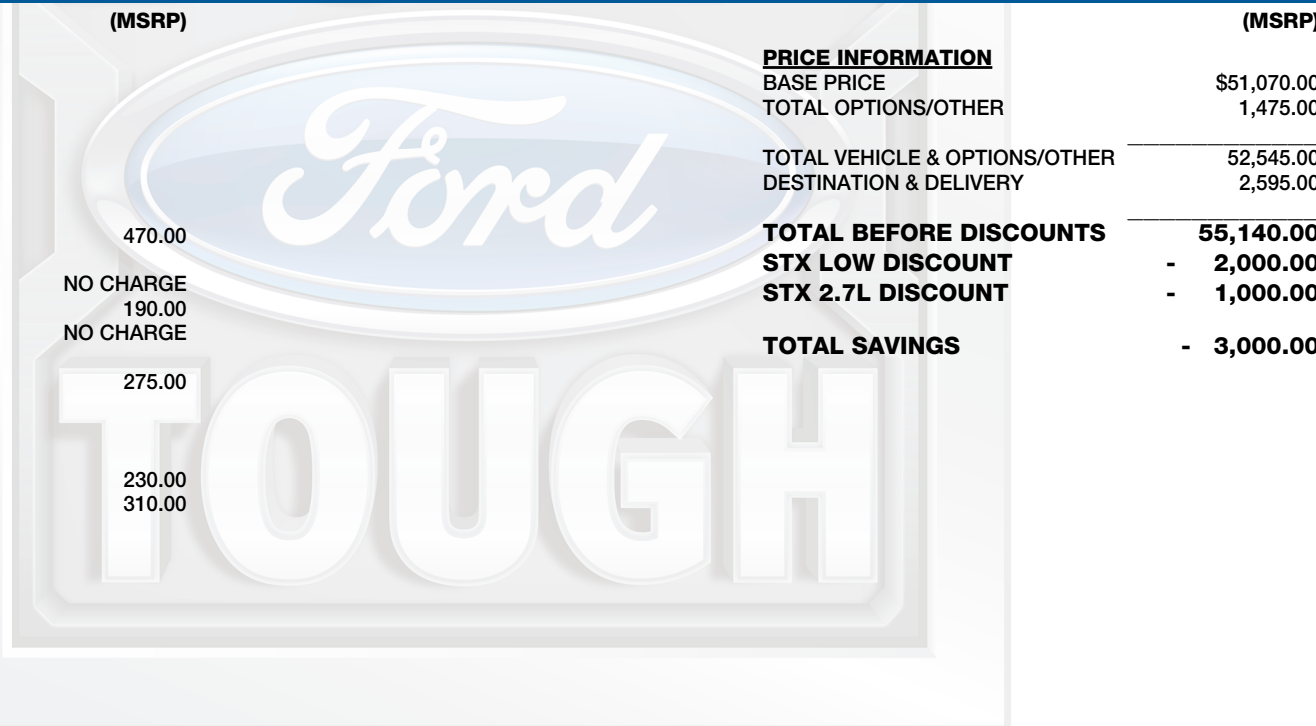 (MSRP)
470.00
NO CHARGE
190.00
NO CHARGE
275.00
230.00
310.00
Ford
TOUGH
(MSRP)
PRICE INFORMATION
BASE PRICE $51,070.00
TOTAL OPTIONS/OTHER 1,475.00
TOTAL VEHICLE & OPTIONS/OTHER 52,545.00
DESTINATION & DELIVERY 2,595.00
TOTAL BEFORE DISCOUNTS 55,140.00
STX LOW DISCOUNT - 2,000.00
STX 2.7L DISCOUNT - 1,000.00
TOTAL SAVINGS - 3,000.00